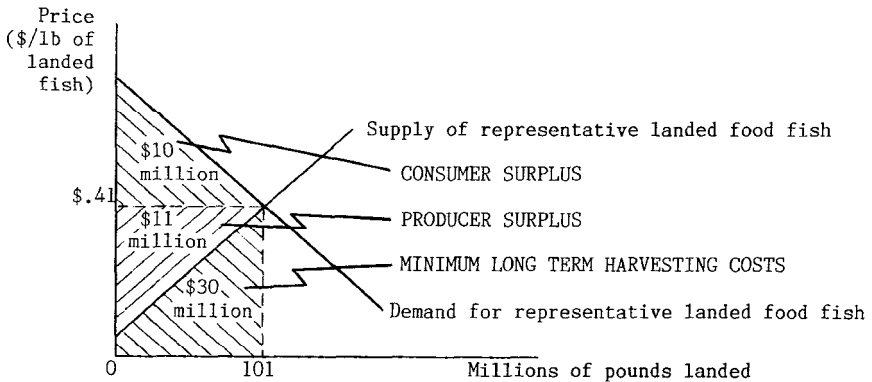 Price
($/lb of
landed
fish)
Supply of representative landed food fish
$10
million
CONSUMER SURPLUS
$.41
$11
million
PRODUCER SURPLUS
MINIMUM LONG TERM HARVESTING COSTS
$30
million
Demand for representative landed food fish
0
101
Millions of pounds landed